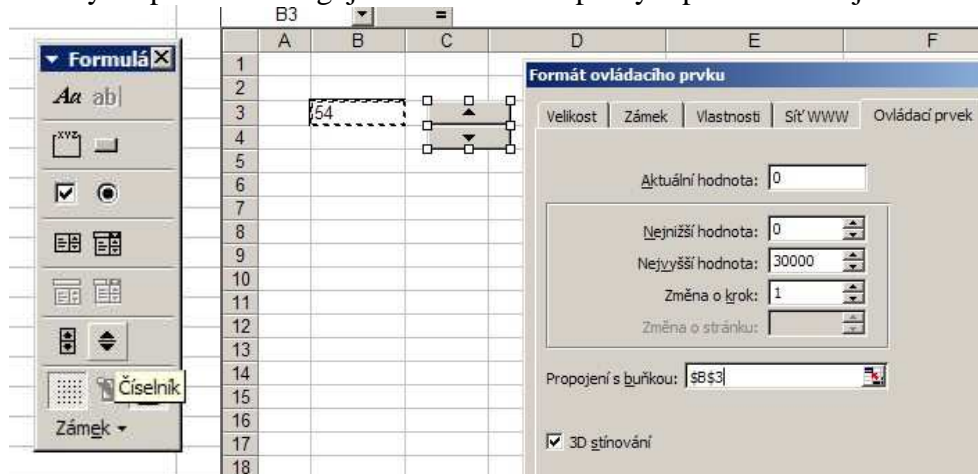 B3 =
A B C D E F
Formulá
Aa ab|
xyz
Číselník
Zámek
1
2
3
4
5
6
7
8
9
10
11
12
13
14
15
16
17
18
54
Formát ovládacího prvku
Velikost Zámek Vlastnosti Síť WWW Ovládací prvek
Aktuální hodnota: 0
Nejnižší hodnota: 0
Nejvyšší hodnota: 30000
Změna o krok: 1
Změna o stránku:
Propojení s buňkou: $B$3
3D stínování